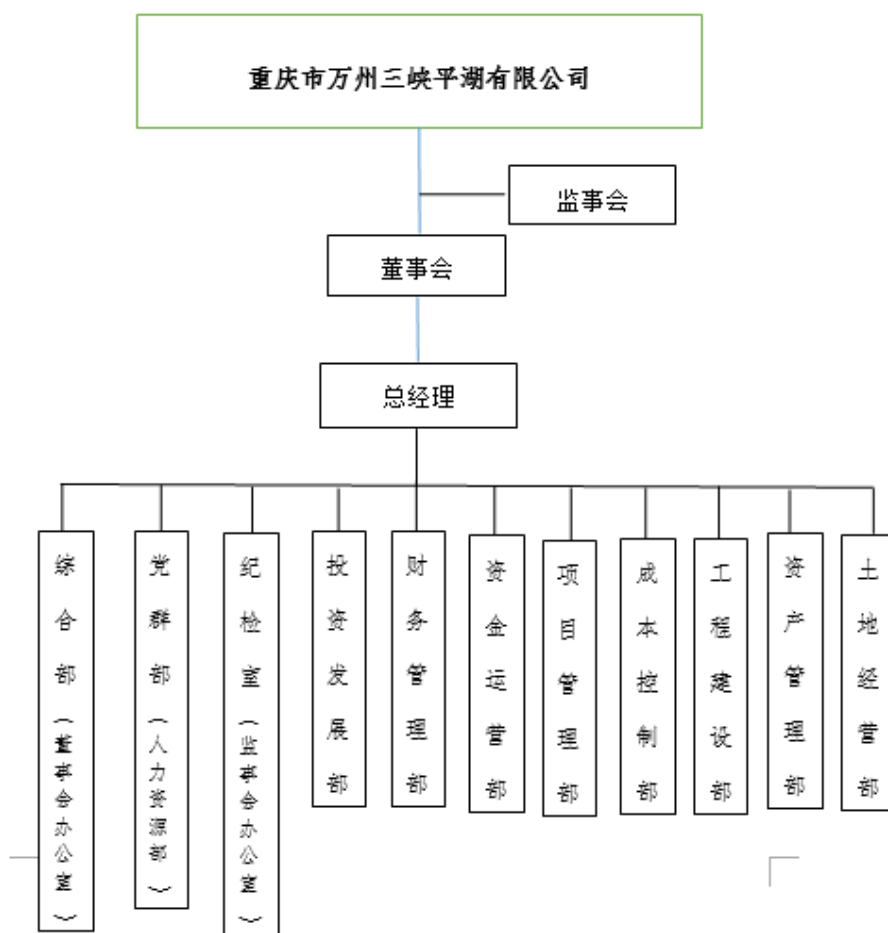 重庆市万州三峡平湖有限公司
监事会
董事会
总经理
综合部（董事会办公室）
党群部（人力资源部）
纪检室（监事会办公室）
投资发展部
财务管理部
资金运营部
项目管理部
成本控制部
工程建设部
资产管理部
土地经营部